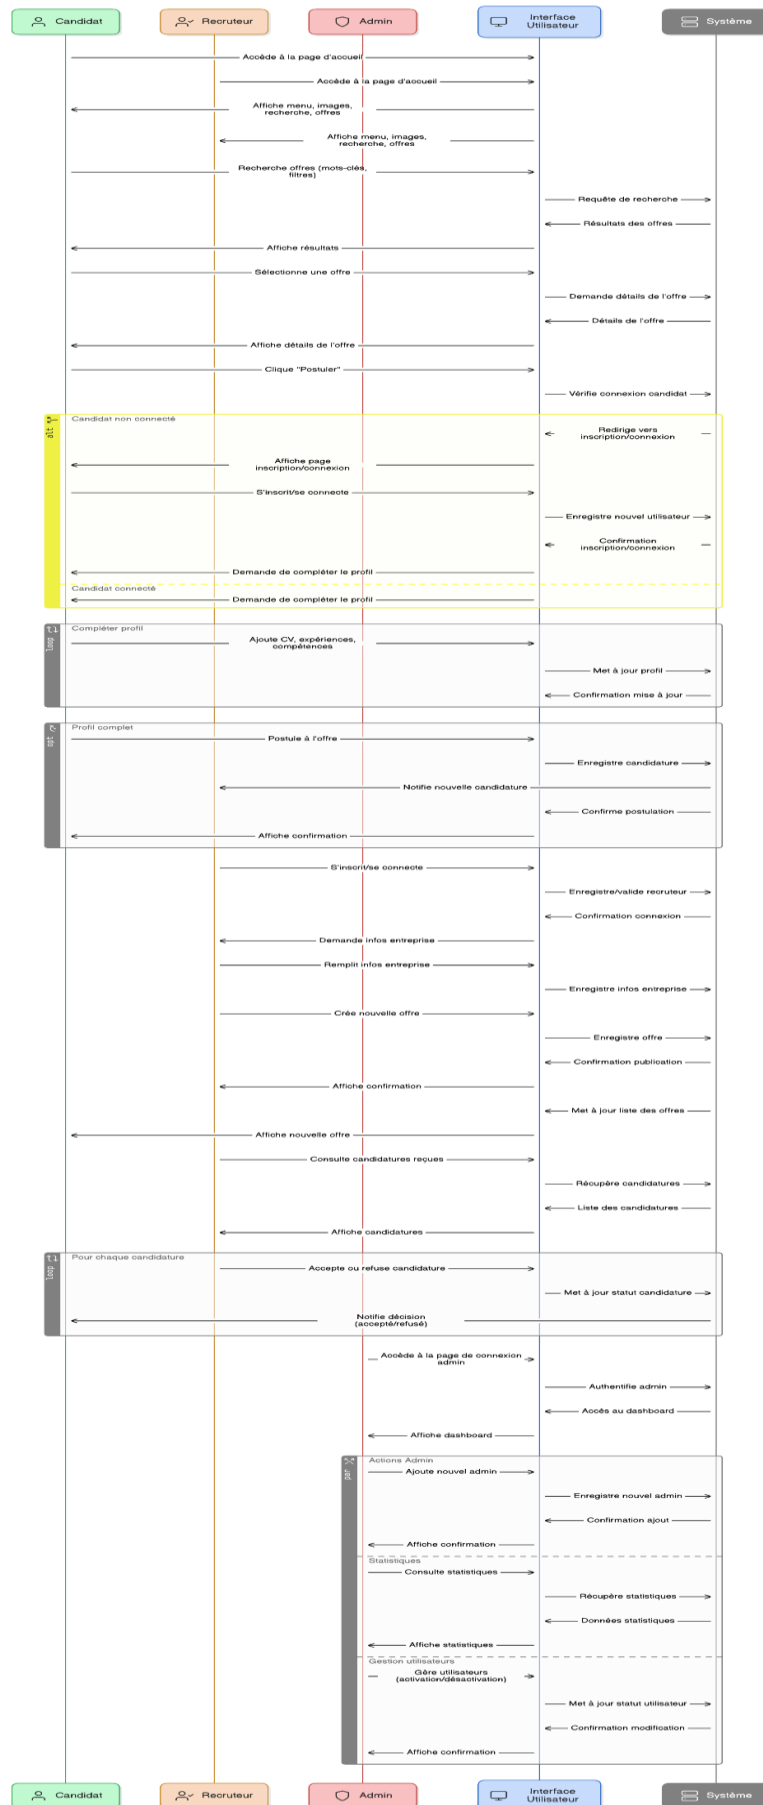 Candidat
Recruteur
Admin
Interface
Utilisateur
Système
Accède à la page d'accueil
Accède à la page d'accueil
Affiche menu, images,
recherche, offres
Affiche menu, images,
recherche, offres
Recherche offres (mots-clés,
filtres)
Requête de recherche
Résultats des offres
Affiche résultats
Sélectionne une offre
Demande détails de l'offre
Détails de l'offre
Affiche détails de l'offre
Clique "Postuler"
Vérifie connexion candidat
alt
Candidat non connecté
Redirige vers
inscription/connexion
Affiche page
inscription/connexion
S'inscrit/se connecte
Enregistre nouvel utilisateur
Confirmation
inscription/connexion
Demande de compléter le profil
Candidat connecté
Demande de compléter le profil
loop
Compléter profil
Ajoute CV, expériences,
compétences
Met à jour profil
Confirmation mise à jour
opt
Profil complet
Postule à l'offre
Enregistre candidature
Notifie nouvelle candidature
Confirme postulation
Affiche confirmation
S'inscrit/se connecte
Enregistre/valide recruteur
Confirmation connexion
Demande infos entreprise
Remplit infos entreprise
Enregistre infos entreprise
Crée nouvelle offre
Enregistre offre
Confirmation publication
Affiche confirmation
Met à jour liste des offres
Affiche nouvelle offre
Consulte candidatures reçues
Récupère candidatures
Liste des candidatures
Affiche candidatures
loop
Pour chaque candidature
Accepte ou refuse candidature
Met à jour statut candidature
Notifie décision
(accepté/refusé)
Accède à la page de connexion
admin
Authentifie admin
Accès au dashboard
Affiche dashboard
par
Actions Admin
Ajoute nouvel admin
Enregistre nouvel admin
Confirmation ajout
Affiche confirmation
Statistiques
Consulte statistiques
Récupère statistiques
Données statistiques
Affiche statistiques
Gestion utilisateurs
Gère utilisateurs
(activation/désactivation)
Met à jour statut utilisateur
Confirmation modification
Affiche confirmation
Candidat
Recruteur
Admin
Interface
Utilisateur
Système